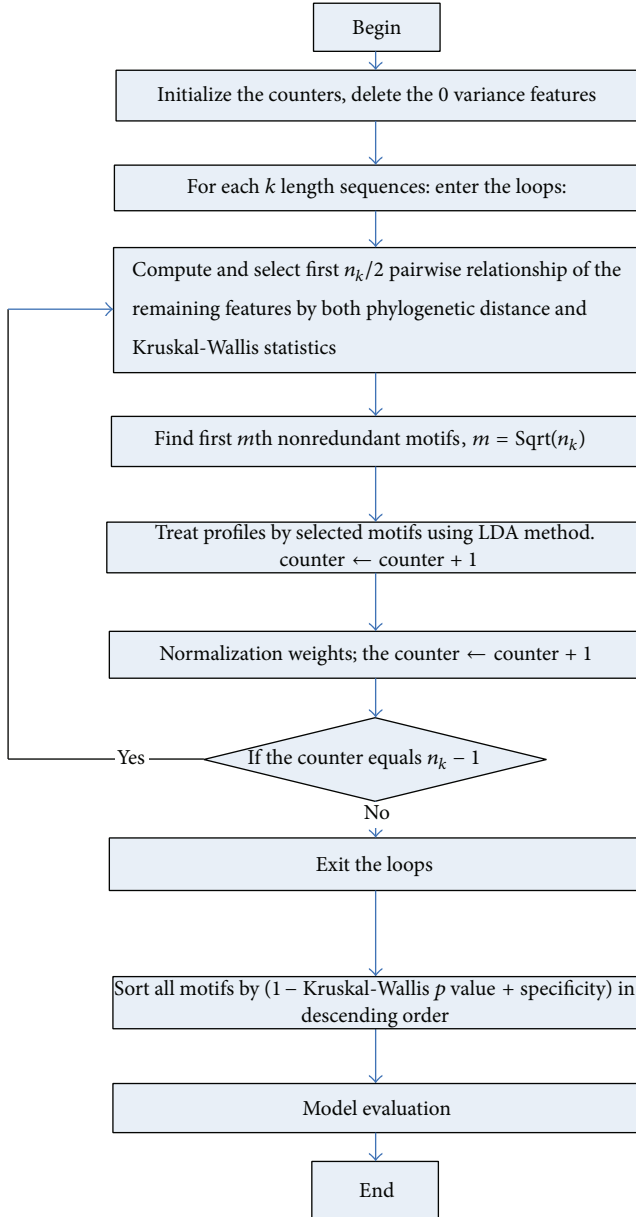 Begin
Initialize the counters, delete the 0 variance features
For each k length sequences: enter the loops:
Compute and select first nₖ/2 pairwise relationship of the
remaining features by both phylogenetic distance and
Kruskal-Wallis statistics
Find first mth nonredundant motifs, m = Sqrt(nₖ)
Treat profiles by selected motifs using LDA method.
counter ← counter + 1
Normalization weights; the counter ← counter + 1
If the counter equals nₖ − 1
Yes
No
Exit the loops
Sort all motifs by (1 − Kruskal-Wallis p value + specificity) in
descending order
Model evaluation
End